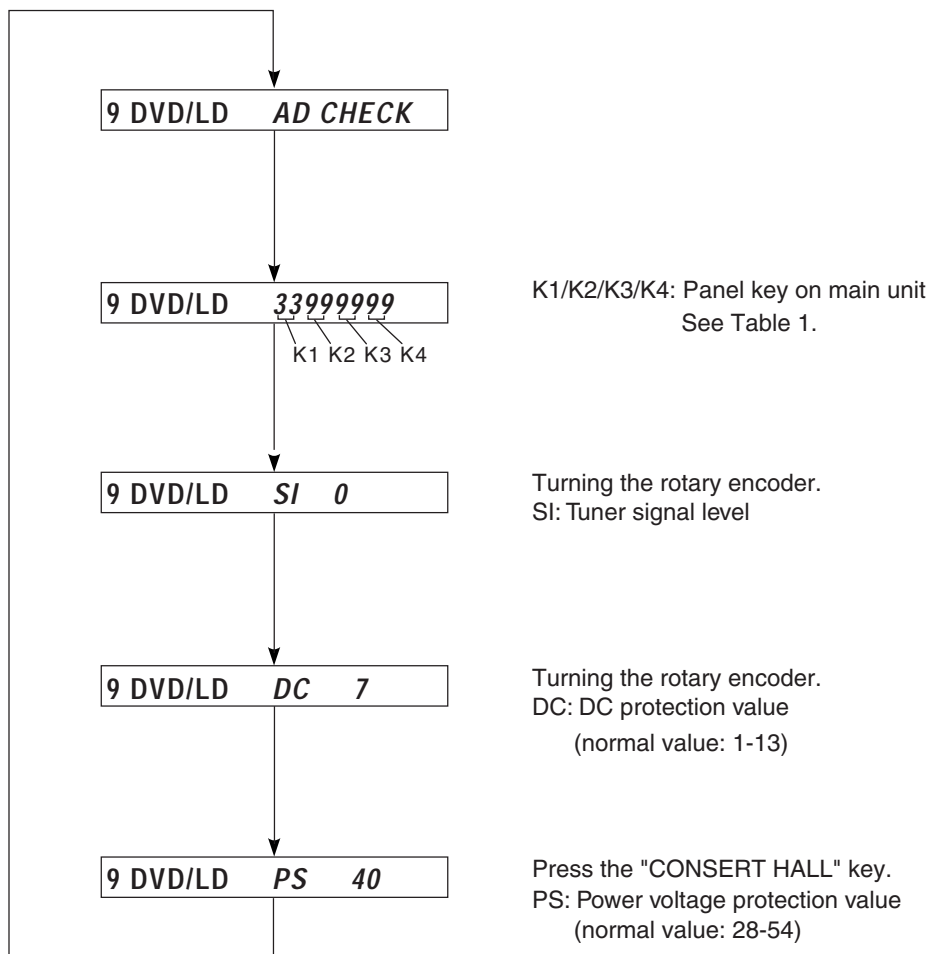 9 DVD/LD AD CHECK
9 DVD/LD 33999999
K1 K2 K3 K4
K1/K2/K3/K4: Panel key on main unit
See Table 1.
9 DVD/LD SI 0
Turning the rotary encoder.
SI: Tuner signal level
9 DVD/LD DC 7
Turning the rotary encoder.
DC: DC protection value
(normal value: 1-13)
9 DVD/LD PS 40
Press the "CONSERT HALL" key.
PS: Power voltage protection value
(normal value: 28-54)